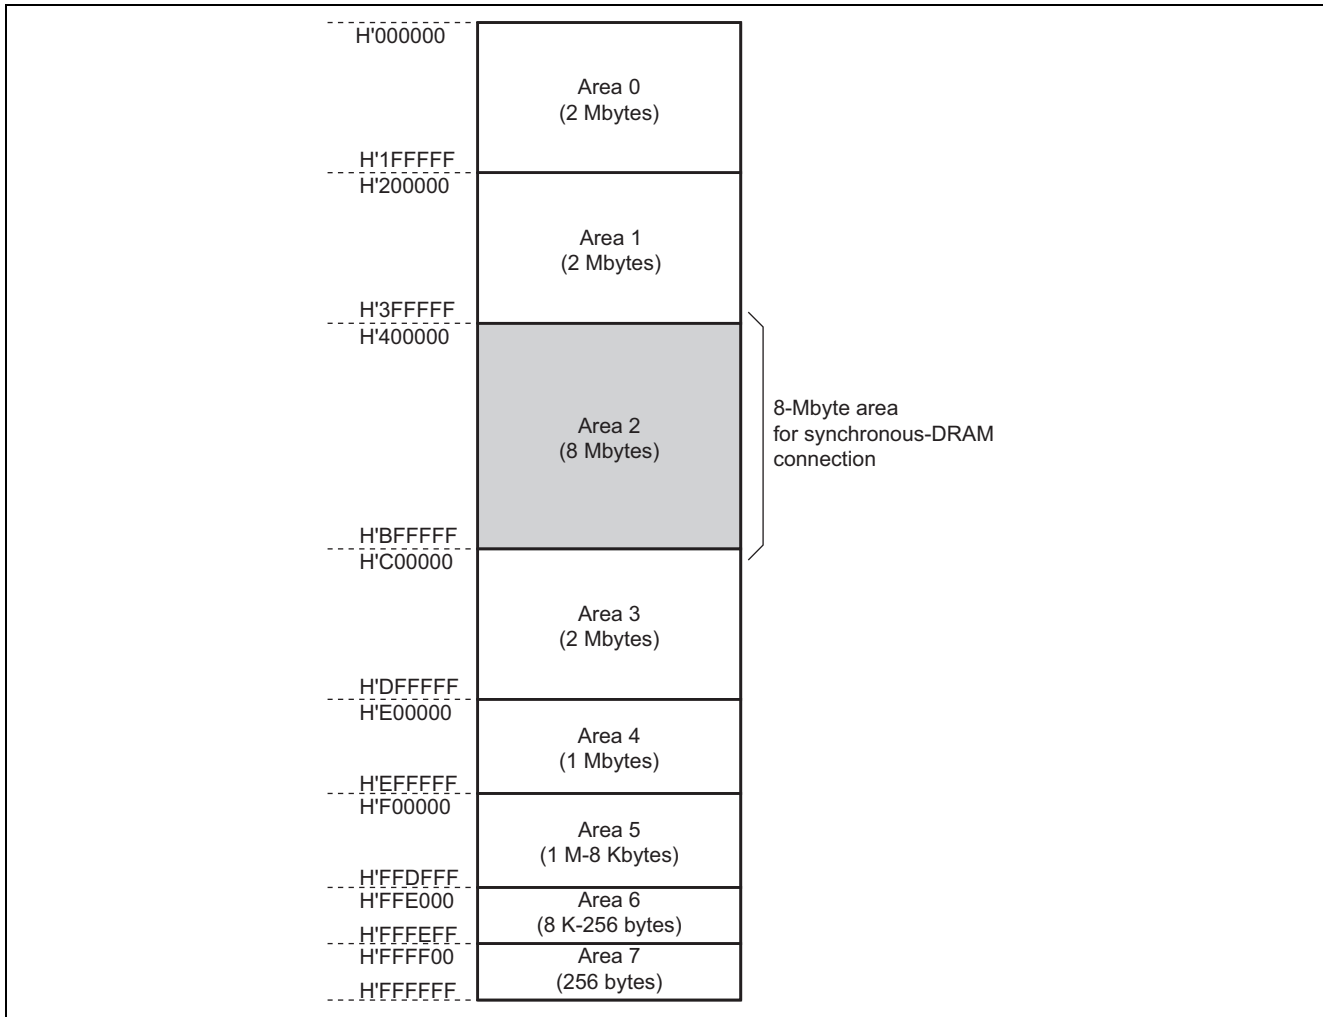 H'000000
Area 0
(2 Mbytes)
H'1FFFFF
H'200000
Area 1
(2 Mbytes)
H'3FFFFF
H'400000
Area 2
(8 Mbytes)
8-Mbyte area
for synchronous-DRAM
connection
H'BFFFFF
H'C00000
Area 3
(2 Mbytes)
H'DFFFFF
H'E00000
Area 4
(1 Mbytes)
H'EFFFFF
H'F00000
Area 5
(1 M-8 Kbytes)
H'FFDFFF
H'FFE000
Area 6
(8 K-256 bytes)
H'FFFEFF
H'FFFF00
Area 7
(256 bytes)
H'FFFFFF